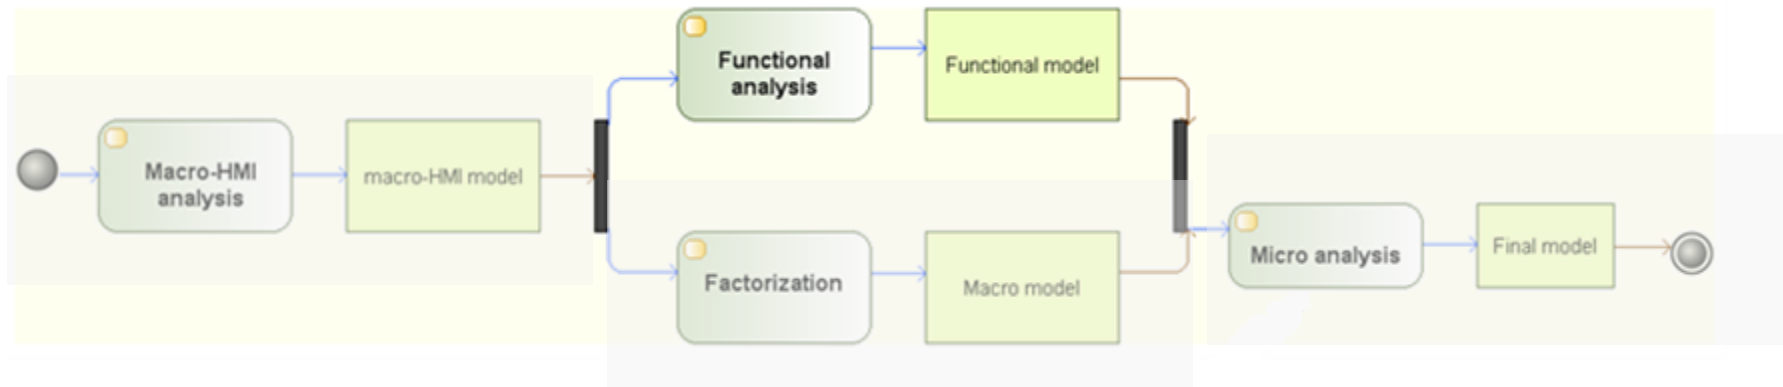 Functional
analysis
Functional model
Macro-HMI
analysis
macro-HMI model
Factorization
Macro model
Micro analysis
Final model